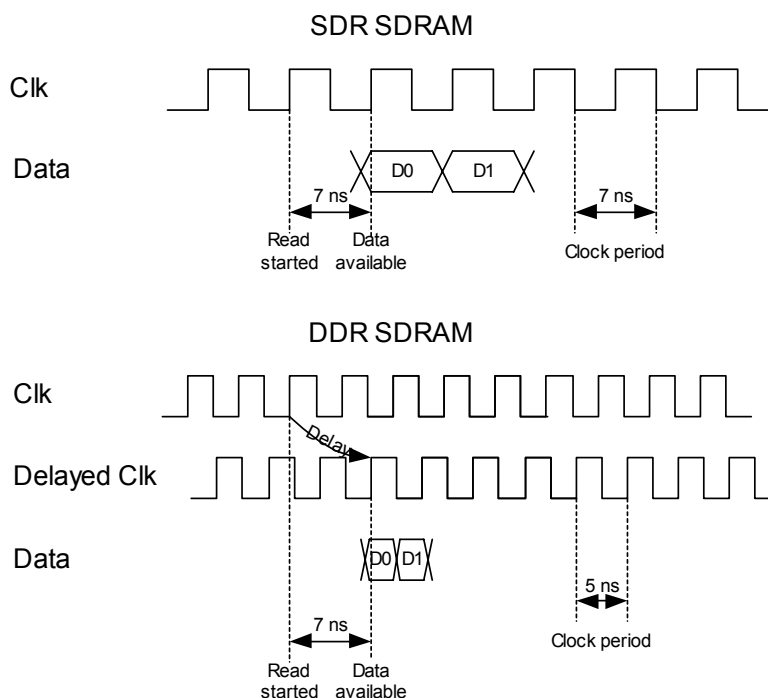 SDR SDRAM
Clk
Data
D0
D1
7 ns
7 ns
Read
started
Data
available
Clock period
DDR SDRAM
Clk
Delay
Delayed Clk
Data
D0
D1
5 ns
7 ns
Clock period
Read
started
Data
available